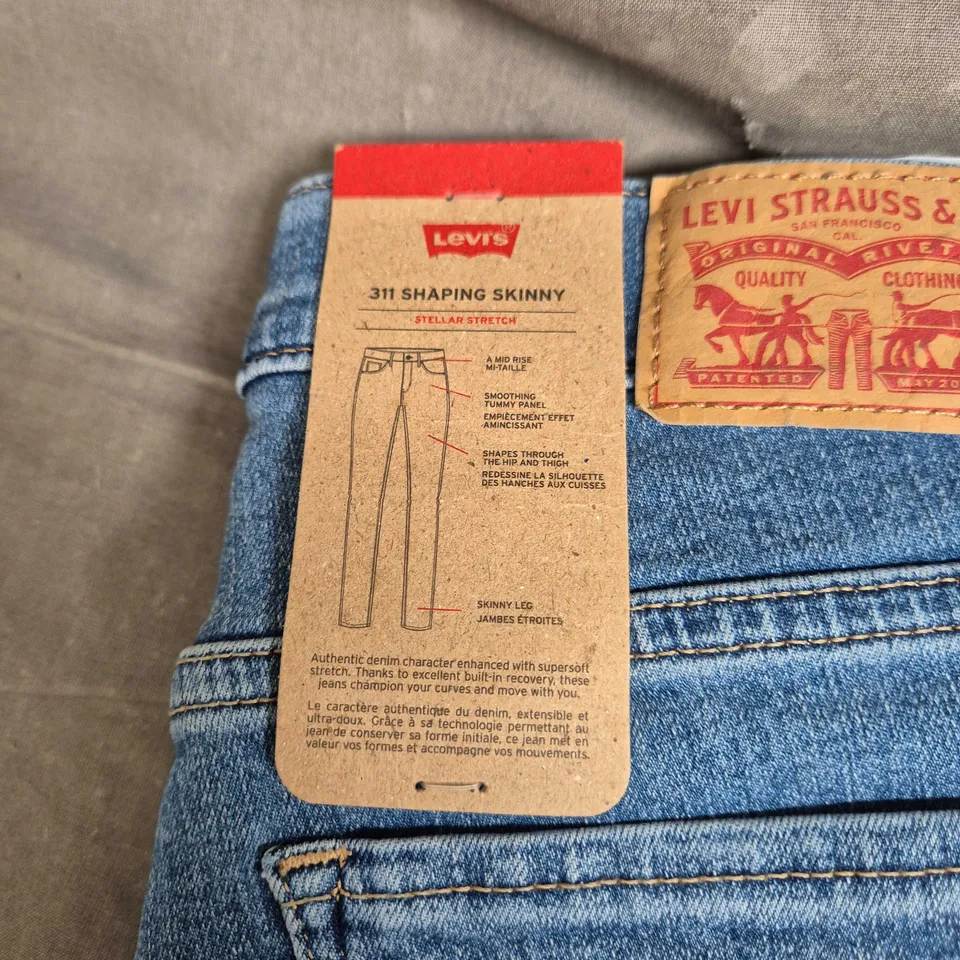 Levi's®
311 SHAPING SKINNY
STELLAR STRETCH
A MID RISE
MI-TAILLE
SMOOTHING
TUMMY PANEL
EMPIÈCEMENT EFFET
AMINCISSANT
SHAPES THROUGH
THE HIP AND THIGH
REDESSINE LA SILHOUETTE
DES HANCHES AUX CUISSES
SKINNY LEG
JAMBES ÉTROITES
Authentic denim character enhanced with supersoft
stretch. Thanks to excellent built-in recovery, these
jeans champion your curves and move with you.
Le caractère authentique du denim, extensible et
ultra-doux. Grâce à sa technologie permettant au
jean de conserver sa forme initiale, ce jean met en
valeur vos formes et accompagne vos mouvements.
LEVI STRAUSS &
SAN FRANCISCO
CAL.
ORIGINAL RIVET
QUALITY CLOTHING
PATENTED MAY 20